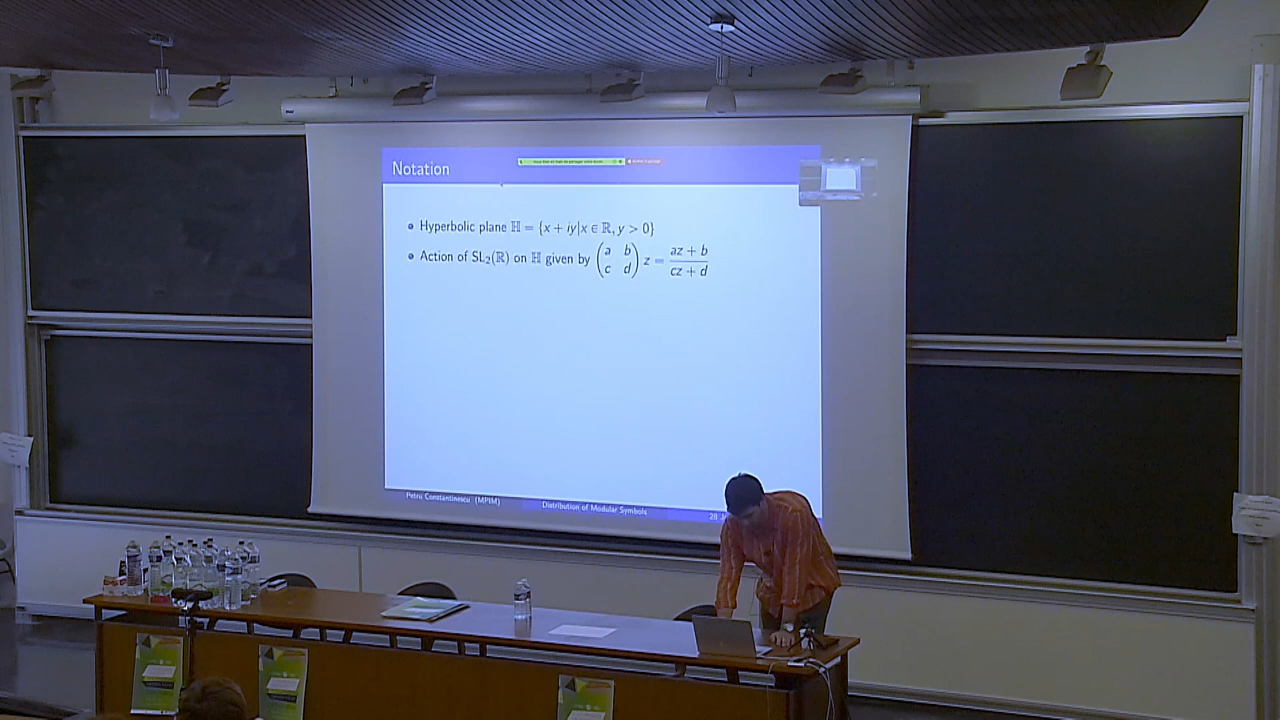 Notation
• Hyperbolic plane ℍ = {x + iy|x ∈ ℝ, y > 0}
• Action of SL₂(ℝ) on ℍ given by (a b; c d) z = (az + b)/(cz + d)
Petru Constantinescu (MPIM) Distribution of Modular Symbols 28